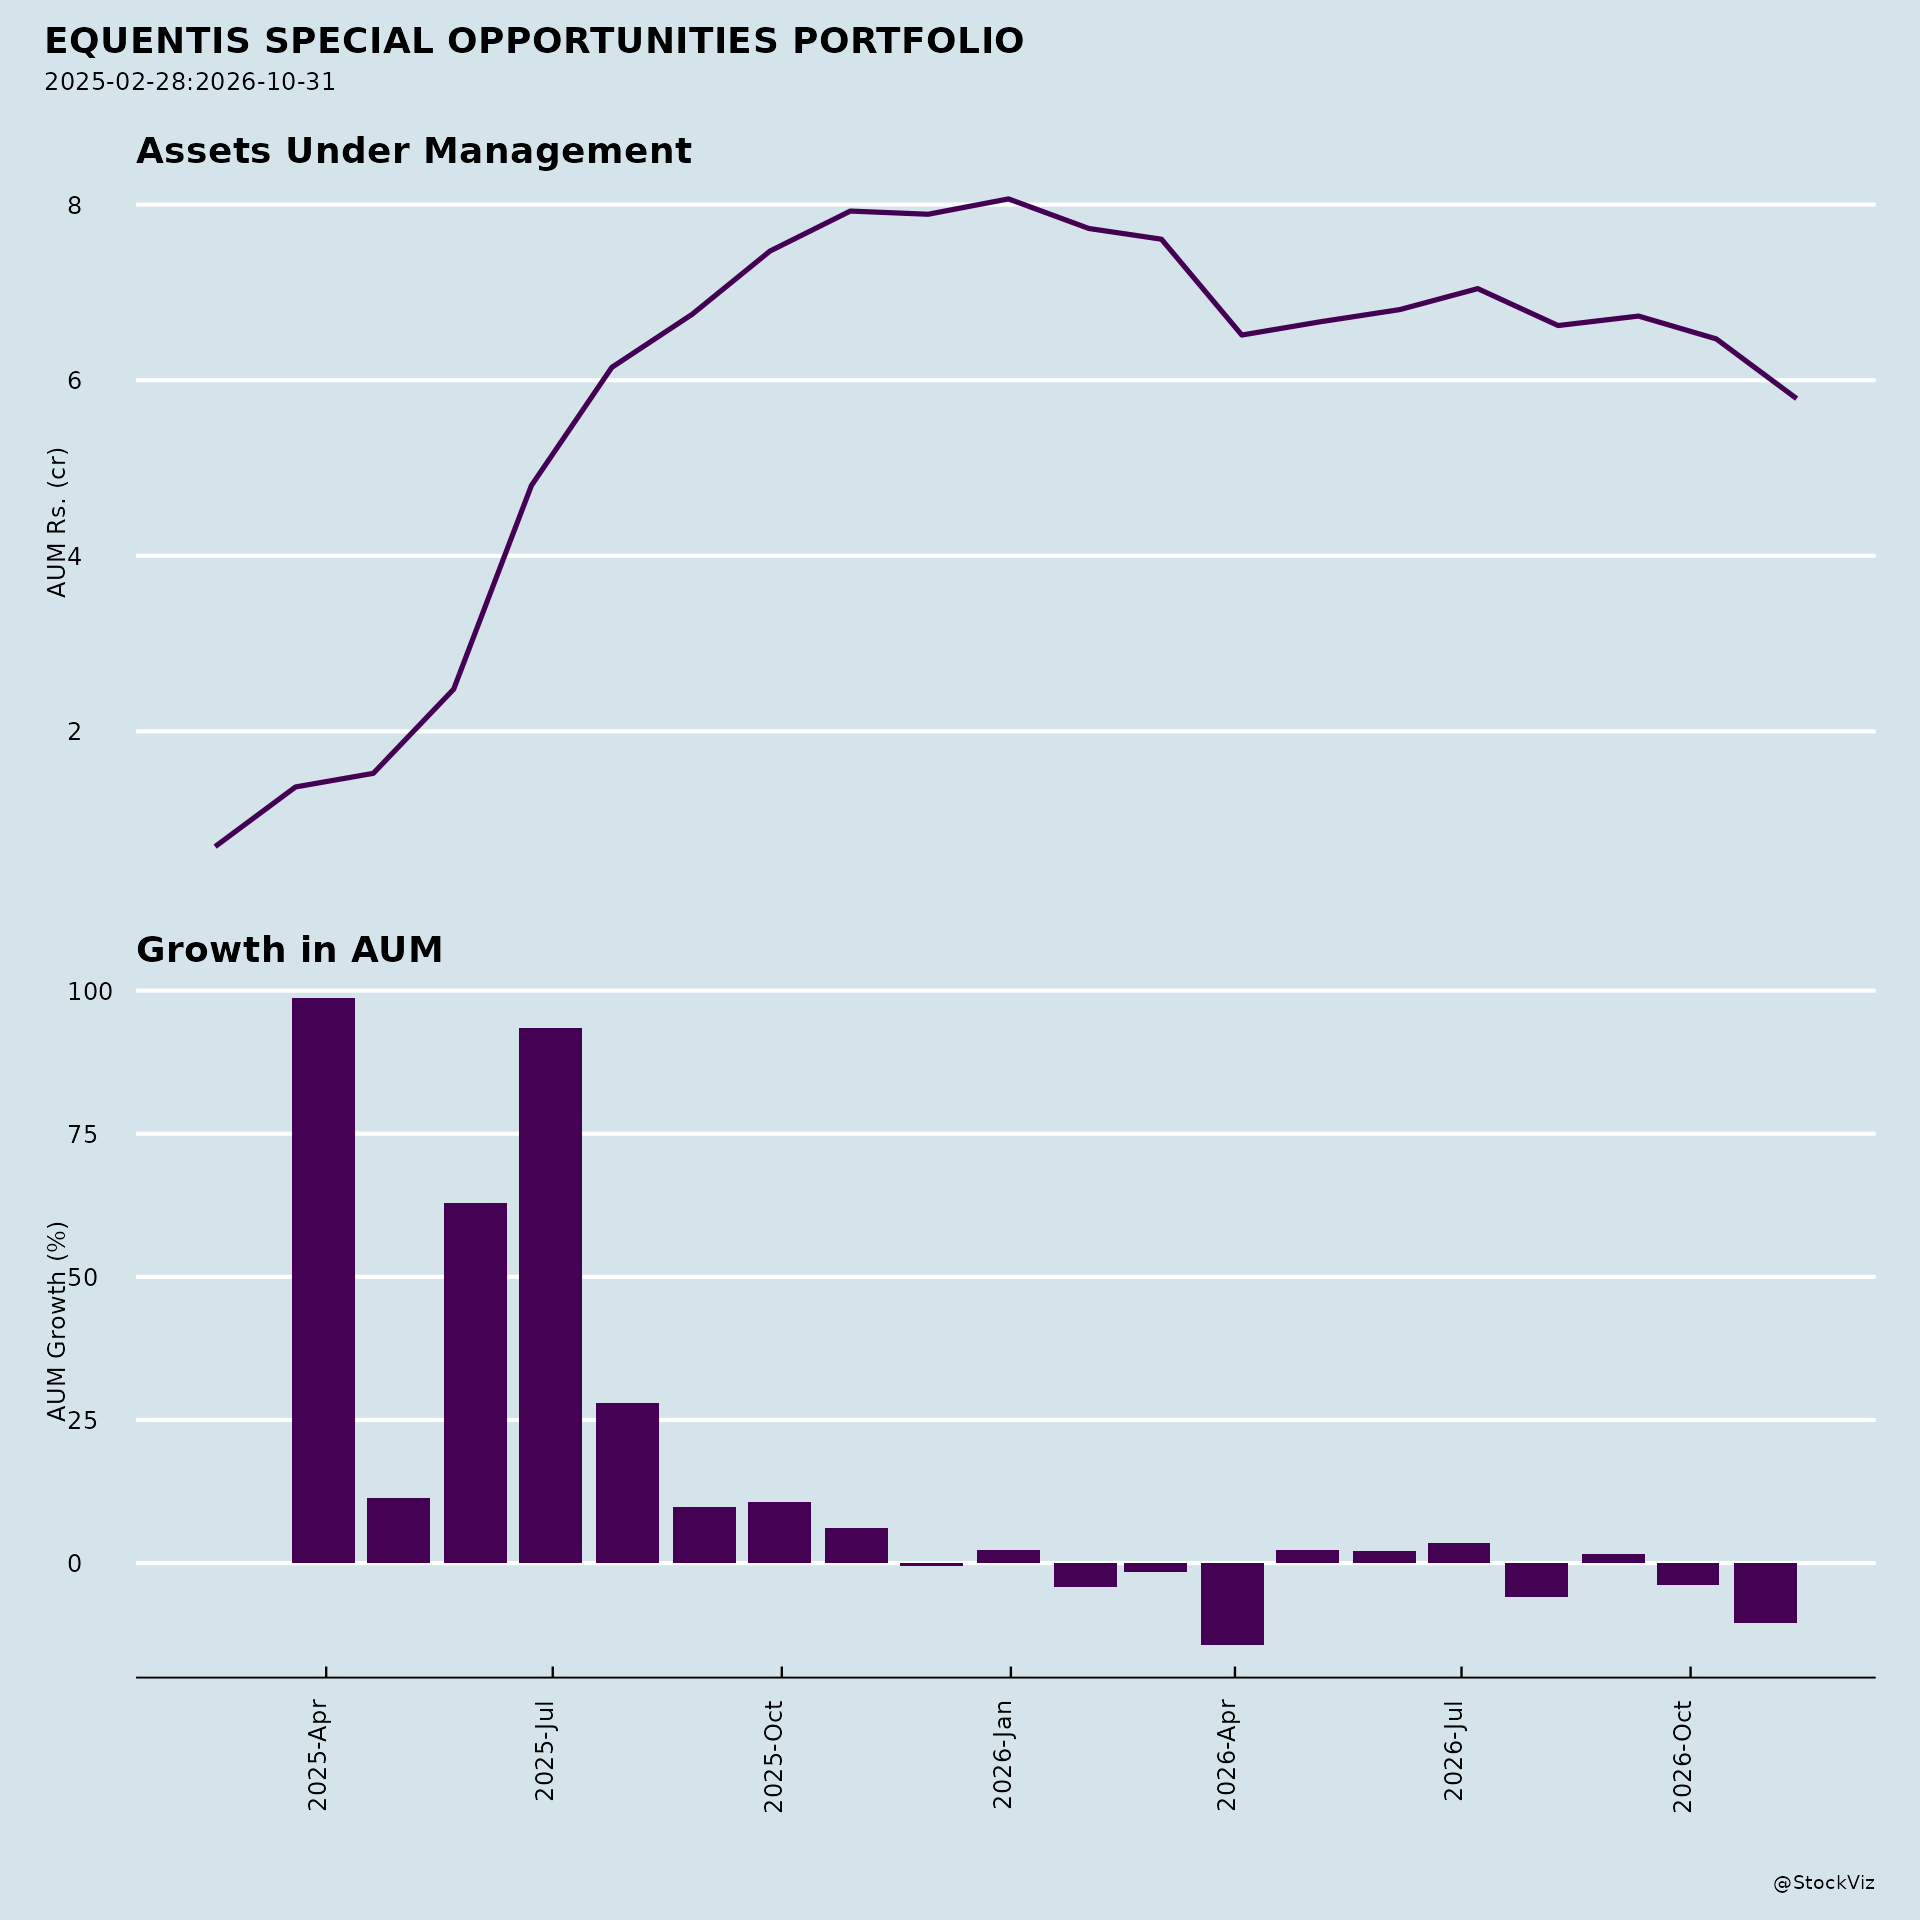 EQUENTIS SPECIAL OPPORTUNITIES PORTFOLIO
2025-02-28:2026-10-31
Assets Under Management
8
6
4
2
AUM Rs. (cr)
Growth in AUM
100
75
50
25
0
AUM Growth (%)
2025-Apr
2025-Jul
2025-Oct
2026-Jan
2026-Apr
2026-Jul
2026-Oct
@StockViz